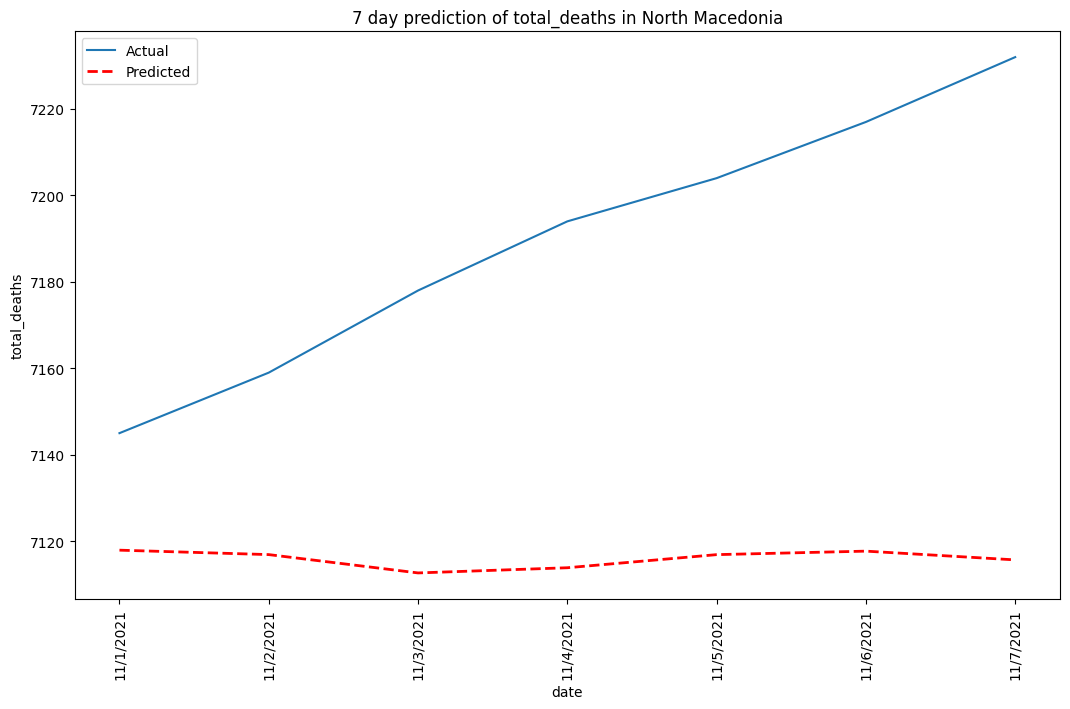 7 day prediction of total_deaths in North Macedonia
Actual
Predicted
total_deaths
7220
7200
7180
7160
7140
7120
11/1/2021
11/2/2021
11/3/2021
11/4/2021
11/5/2021
11/6/2021
11/7/2021
date